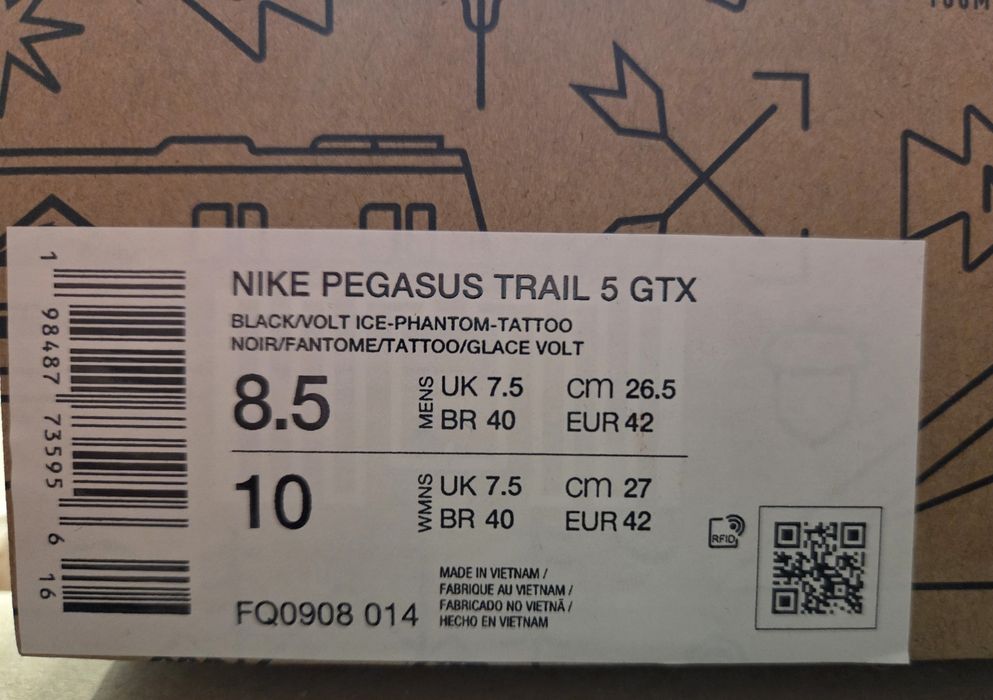 NIKE PEGASUS TRAIL 5 GTX
BLACK/VOLT ICE-PHANTOM-TATTOO
NOIR/FANTOME/TATTOO/GLACE VOLT
8.5 MENS UK 7.5 CM 26.5
BR 40 EUR 42
10 WMNS UK 7.5 CM 27
BR 40 EUR 42
RFID
MADE IN VIETNAM /
FABRIQUE AU VIETNAM /
FABRICADO NO VIETNÃ /
HECHO EN VIETNAM
FQ0908 014
1 98487 73595 6 16